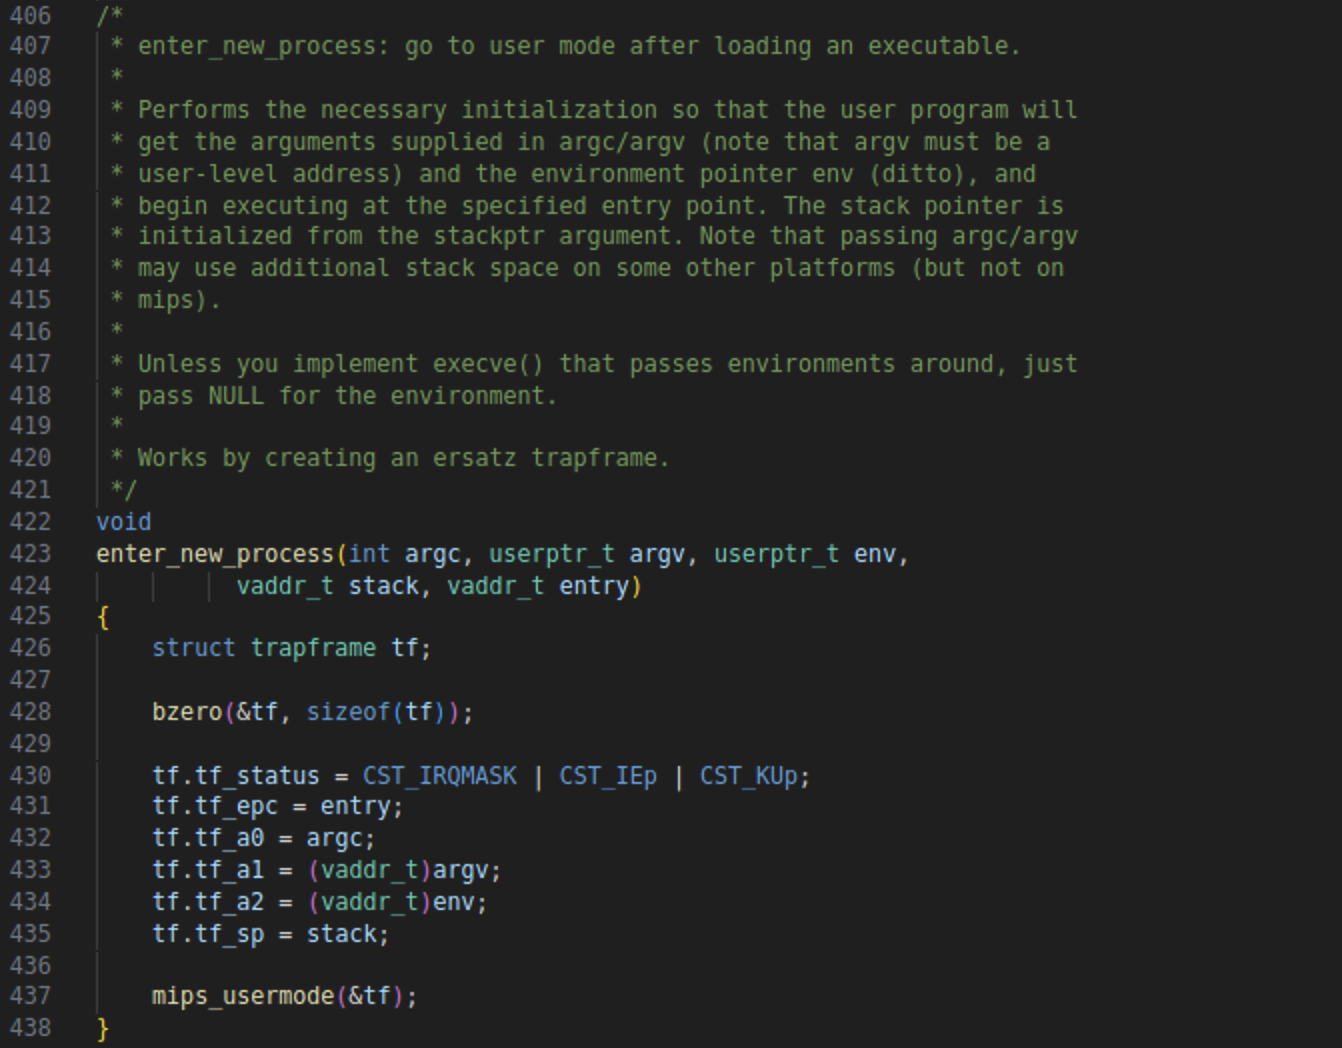 406 /*
407  * enter_new_process: go to user mode after loading an executable.
408  *
409  * Performs the necessary initialization so that the user program will
410  * get the arguments supplied in argc/argv (note that argv must be a
411  * user-level address) and the environment pointer env (ditto), and
412  * begin executing at the specified entry point. The stack pointer is
413  * initialized from the stackptr argument. Note that passing argc/argv
414  * may use additional stack space on some other platforms (but not on
415  * mips).
416  *
417  * Unless you implement execve() that passes environments around, just
418  * pass NULL for the environment.
419  *
420  * Works by creating an ersatz trapframe.
421  */
422 void
423 enter_new_process(int argc, userptr_t argv, userptr_t env,
424           vaddr_t stack, vaddr_t entry)
425 {
426     struct trapframe tf;
427
428     bzero(&tf, sizeof(tf));
429
430     tf.tf_status = CST_IRQMASK | CST_IEp | CST_KUp;
431     tf.tf_epc = entry;
432     tf.tf_a0 = argc;
433     tf.tf_a1 = (vaddr_t)argv;
434     tf.tf_a2 = (vaddr_t)env;
435     tf.tf_sp = stack;
436
437     mips_usermode(&tf);
438 }